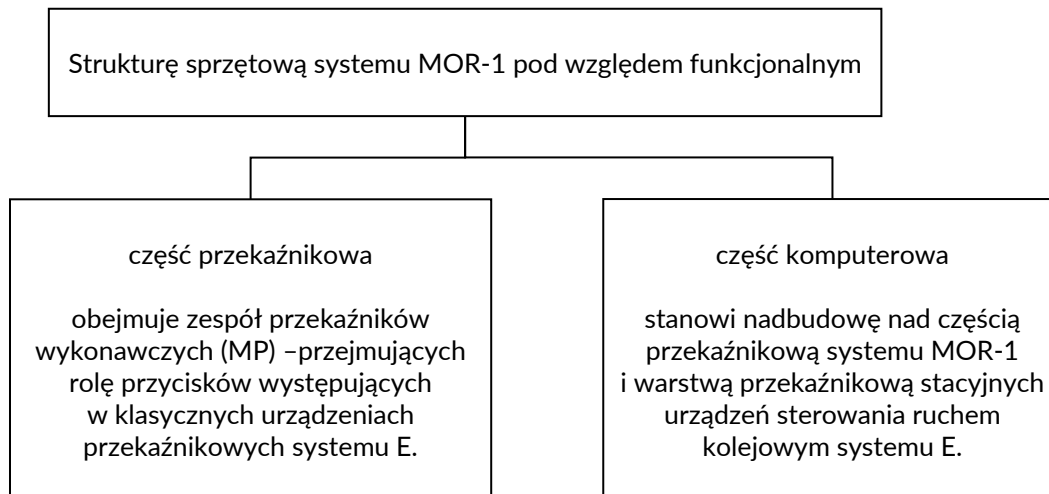 Strukturę sprzętową systemu MOR-1 pod względem funkcjonalnym
część przekaźnikowa
obejmuje zespół przekaźników
wykonawczych (MP) –przejmujących
rolę przycisków występujących
w klasycznych urządzeniach
przekaźnikowych systemu E.
część komputerowa
stanowi nadbudowę nad częścią
przekaźnikową systemu MOR-1
i warstwą przekaźnikową stacyjnych
urządzeń sterowania ruchem
kolejowym systemu E.